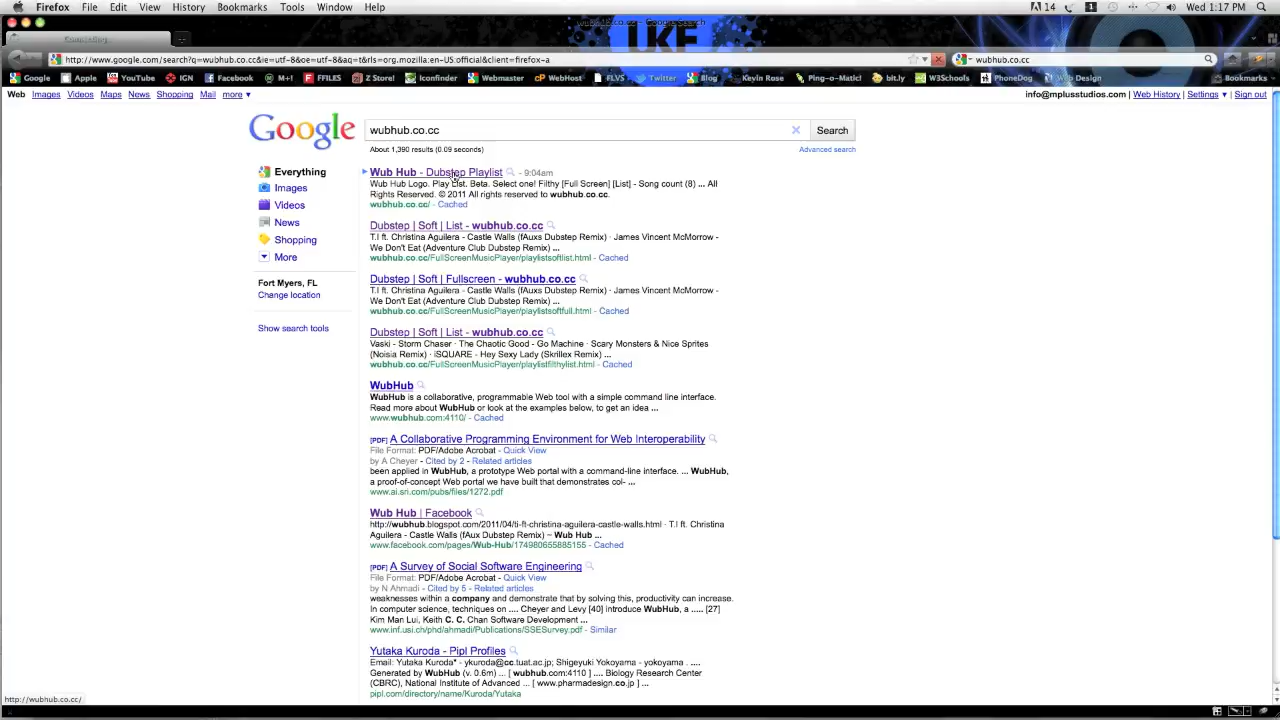 Firefox File Edit View History Bookmarks Tools Window Help
14 1 Wed 1:17 PM
wubhub.co.cc - Google Search
http://www.google.com/search?q=wubhub.co.cc&ie=utf-8&oe=utf-8&aq=t&rls=org.mozilla:en-US:official&client=firefox-a wubhub.co.cc
Google Apple YouTube IGN Facebook M+! FFILES Z Store! Iconfinder Webmaster WebHost FLVS Twitter Blog Kevin Rose Ping-o-Matic! bit.ly W3Schools PhoneDog Web Design Bookmarks
Web Images Videos Maps News Shopping Mail more info@mplusstudios.com | Web History | Settings | Sign out
Google wubhub.co.cc Search
About 1,390 results (0.09 seconds) Advanced search
Everything
Images
Videos
News
Shopping
More
Fort Myers, FL
Change location
Show search tools
Wub Hub - Dubstep Playlist - 9:04am
Wub Hub Logo. Play List. Beta. Select one! Filthy [Full Screen] [List] - Song count (8) ... All
Rights Reserved. © 2011 All rights reserved to wubhub.co.cc.
wubhub.co.cc/ - Cached
Dubstep | Soft | List - wubhub.co.cc
T.I ft. Christina Aguilera - Castle Walls (fAuxs Dubstep Remix) · James Vincent McMorrow -
We Don't Eat (Adventure Club Dubstep Remix) ...
wubhub.co.cc/FullScreenMusicPlayer/playlistsoftlist.html - Cached
Dubstep | Soft | Fullscreen - wubhub.co.cc
T.I ft. Christina Aguilera - Castle Walls (fAuxs Dubstep Remix) · James Vincent McMorrow -
We Don't Eat (Adventure Club Dubstep Remix) ...
wubhub.co.cc/FullScreenMusicPlayer/playlistsoftfull.html - Cached
Dubstep | Soft | List - wubhub.co.cc
Vaski - Storm Chaser · The Chaotic Good - Go Machine · Scary Monsters & Nice Sprites
(Noisia Remix) · iSQUARE - Hey Sexy Lady (Skrillex Remix) ...
wubhub.co.cc/FullScreenMusicPlayer/playlistfilthylist.html - Cached
WubHub
WubHub is a collaborative, programmable Web tool with a simple command line interface.
Read more about WubHub or look at the examples below, to get an idea ...
www.wubhub.com:4110/ - Cached
[PDF] A Collaborative Programming Environment for Web Interoperability
File Format: PDF/Adobe Acrobat - Quick View
by A Cheyer - Cited by 2 - Related articles
been applied in WubHub, a prototype Web portal with a command-line interface. ... WubHub,
a proof-of-concept Web portal we have built that demonstrates col- ...
www.ai.sri.com/pubs/files/1272.pdf
Wub Hub | Facebook
http://wubhub.blogspot.com/2011/04/ti-ft-christina-aguilera-castle-walls.html · T.I ft. Christina
Aguilera - Castle Walls (fAux Dubstep Remix) ~ Wub Hub ...
www.facebook.com/pages/Wub-Hub/174980655885155 - Cached
[PDF] A Survey of Social Software Engineering
File Format: PDF/Adobe Acrobat - Quick View
by N Ahmadi - Cited by 5 - Related articles
weaknesses within a company and demonstrate that by solving this, productivity can increase.
In computer science, techniques on .... Cheyer and Levy [40] introduce WubHub, a ..... [27]
Kim Man Lui, Keith C. C. Chan Software Development ...
www.inf.usi.ch/phd/ahmadi/Publications/SSESurvey.pdf - Similar
Yutaka Kuroda - Pipl Profiles
Email: Yutaka Kuroda* - ykuroda@cc.tuat.ac.jp; Shigeyuki Yokoyama - yokoyama . ....
Generated by WubHub (v. 0.6m) ... [ wubhub.com:4110 ] .... Biology Research Center
(CBRC), National Institute of Advanced ... [ www.pharmadesign.co.jp ] ...
pipl.com/directory/name/Kuroda/Yutaka
http://wubhub.co.cc/